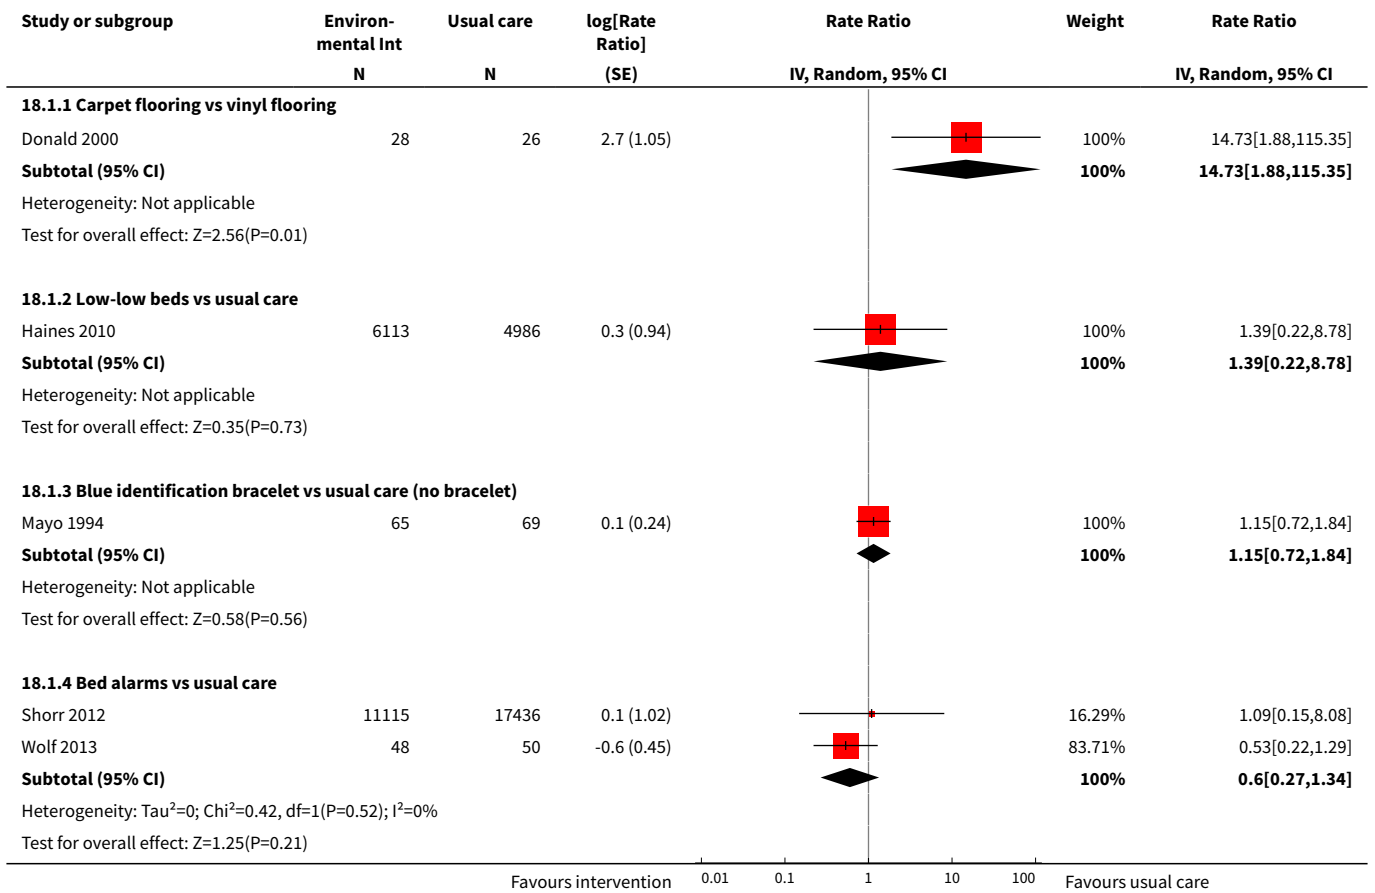 Study or subgroup Environ- Usual care log[Rate Rate Ratio Weight Rate Ratio
mental Int Ratio]
N N (SE) IV, Random, 95% CI IV, Random, 95% CI
18.1.1 Carpet flooring vs vinyl flooring
Donald 2000 28 26 2.7 (1.05) 100% 14.73[1.88,115.35]
Subtotal (95% CI) 100% 14.73[1.88,115.35]
Heterogeneity: Not applicable
Test for overall effect: Z=2.56(P=0.01)
18.1.2 Low-low beds vs usual care
Haines 2010 6113 4986 0.3 (0.94) 100% 1.39[0.22,8.78]
Subtotal (95% CI) 100% 1.39[0.22,8.78]
Heterogeneity: Not applicable
Test for overall effect: Z=0.35(P=0.73)
18.1.3 Blue identification bracelet vs usual care (no bracelet)
Mayo 1994 65 69 0.1 (0.24) 100% 1.15[0.72,1.84]
Subtotal (95% CI) 100% 1.15[0.72,1.84]
Heterogeneity: Not applicable
Test for overall effect: Z=0.58(P=0.56)
18.1.4 Bed alarms vs usual care
Shorr 2012 11115 17436 0.1 (1.02) 16.29% 1.09[0.15,8.08]
Wolf 2013 48 50 -0.6 (0.45) 83.71% 0.53[0.22,1.29]
Subtotal (95% CI) 100% 0.6[0.27,1.34]
Heterogeneity: Tau²=0; Chi²=0.42, df=1(P=0.52); I²=0%
Test for overall effect: Z=1.25(P=0.21)
Favours intervention 0.01 0.1 1 10 100 Favours usual care